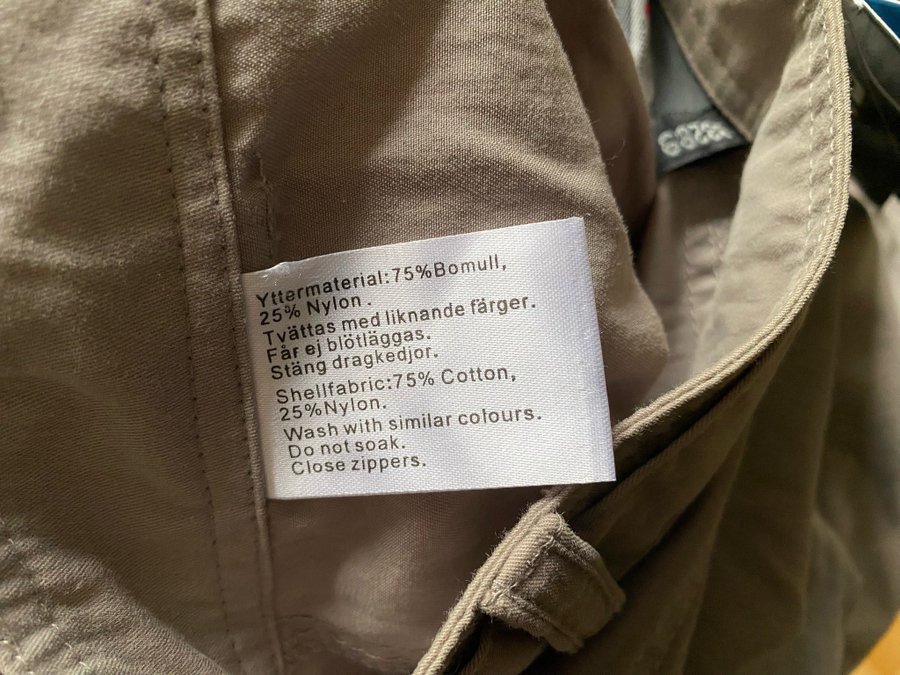 Yttermaterial:75%Bomull,
25% Nylon .
Tvättas med liknande färger.
Får ej blötläggas.
Stäng dragkedjor.
Shellfabric:75% Cotton,
25%Nylon.
Wash with similar colours.
Do not soak.
Close zippers.